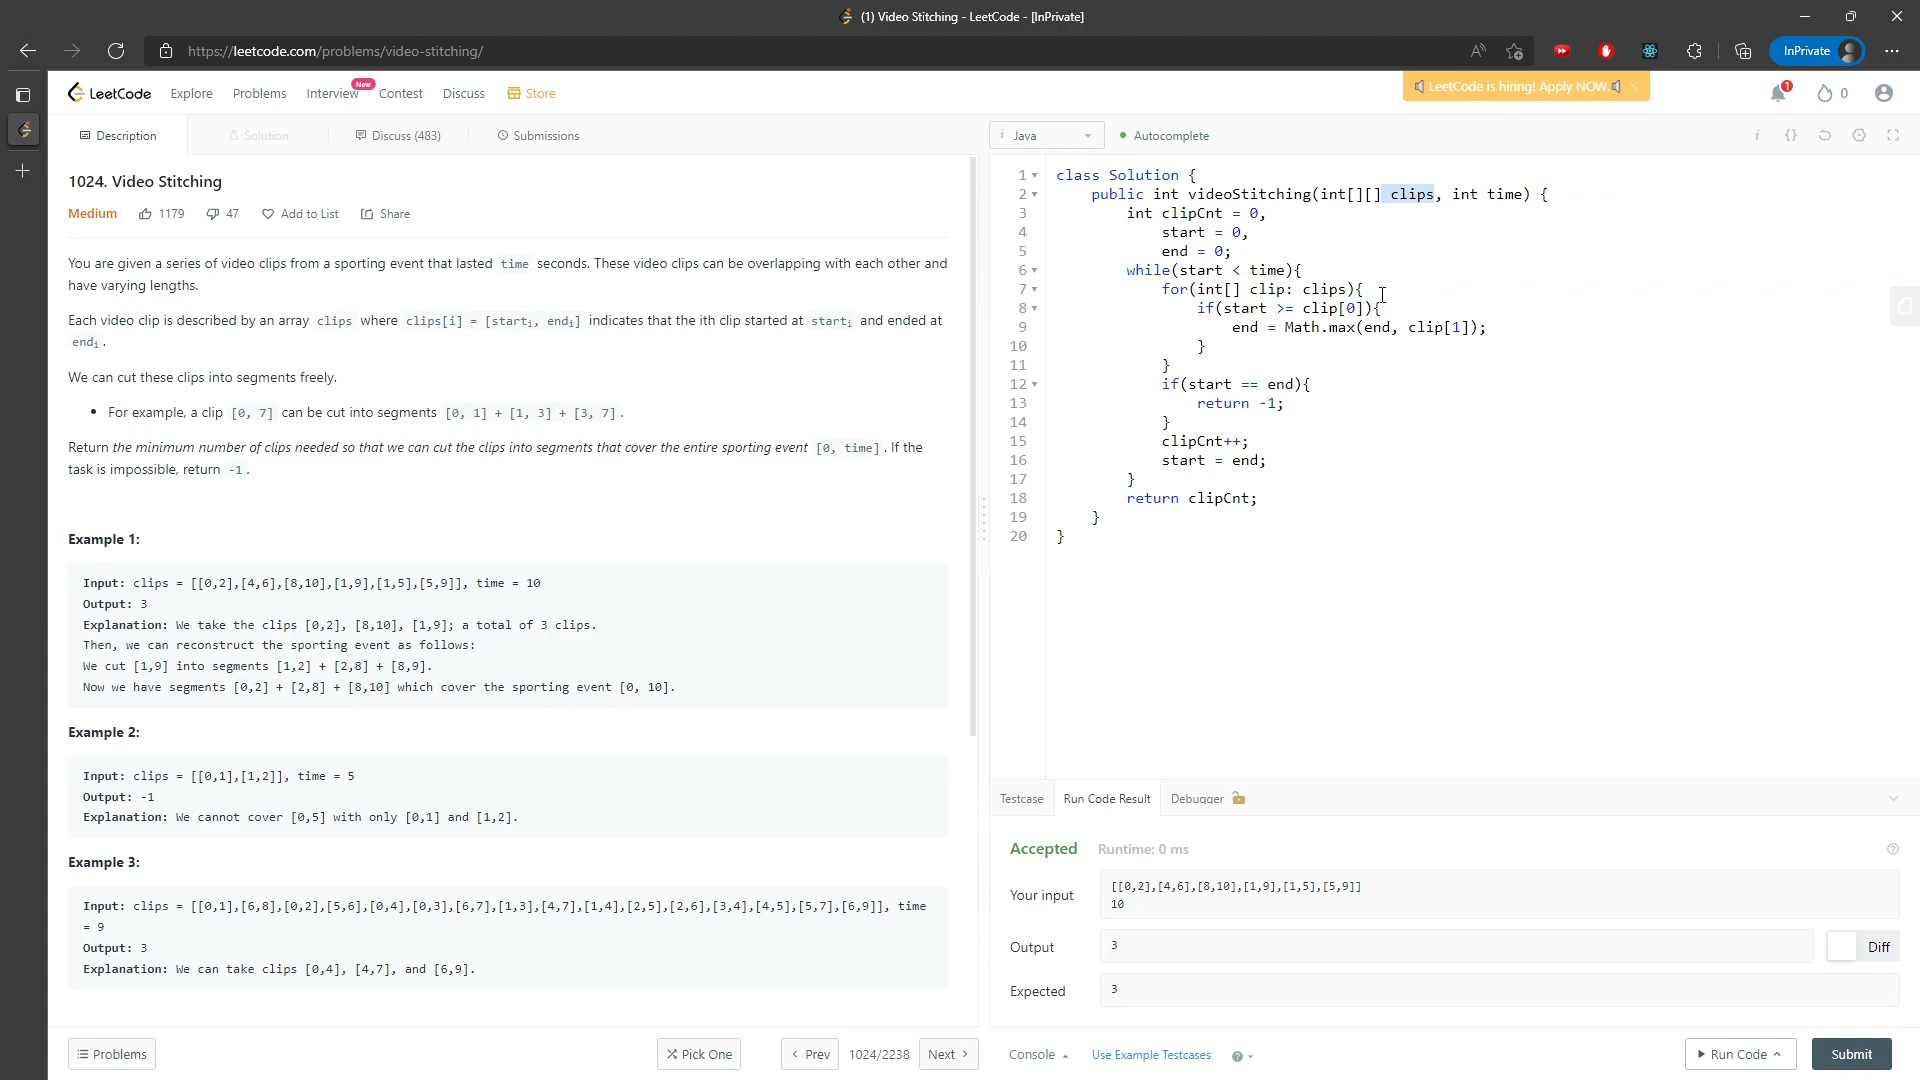 (1) Video Stitching - LeetCode - [InPrivate]
https://leetcode.com/problems/video-stitching/
InPrivate
LeetCode
Explore
Problems
Interview
New
Contest
Discuss
Store
LeetCode is hiring! Apply NOW.
1
0
Description
Solution
Discuss (483)
Submissions
i Java
Autocomplete
1024. Video Stitching
Medium
1179
47
Add to List
Share
You are given a series of video clips from a sporting event that lasted time seconds. These video clips can be overlapping with each other and
have varying lengths.
Each video clip is described by an array clips where clips[i] = [starti, endi] indicates that the ith clip started at starti and ended at
endi.
We can cut these clips into segments freely.
• For example, a clip [0, 7] can be cut into segments [0, 1] + [1, 3] + [3, 7].
Return the minimum number of clips needed so that we can cut the clips into segments that cover the entire sporting event [0, time]. If the
task is impossible, return -1.
Example 1:
Input: clips = [[0,2],[4,6],[8,10],[1,9],[1,5],[5,9]], time = 10
Output: 3
Explanation: We take the clips [0,2], [8,10], [1,9]; a total of 3 clips.
Then, we can reconstruct the sporting event as follows:
We cut [1,9] into segments [1,2] + [2,8] + [8,9].
Now we have segments [0,2] + [2,8] + [8,10] which cover the sporting event [0, 10].
Example 2:
Input: clips = [[0,1],[1,2]], time = 5
Output: -1
Explanation: We cannot cover [0,5] with only [0,1] and [1,2].
Example 3:
Input: clips = [[0,1],[6,8],[0,2],[5,6],[0,4],[0,3],[6,7],[1,3],[4,7],[1,4],[2,5],[2,6],[3,4],[4,5],[5,7],[6,9]], time
= 9
Output: 3
Explanation: We can take clips [0,4], [4,7], and [6,9].
Problems
Pick One
Prev
1024/2238
Next
1 class Solution {
2 public int videoStitching(int[][] clips, int time) {
3 int clipCnt = 0,
4 start = 0,
5 end = 0;
6 while(start < time){
7 for(int[] clip: clips){
8 if(start >= clip[0]){
9 end = Math.max(end, clip[1]);
10 }
11 }
12 if(start == end){
13 return -1;
14 }
15 clipCnt++;
16 start = end;
17 }
18 return clipCnt;
19 }
20 }
Testcase
Run Code Result
Debugger
Accepted
Runtime: 0 ms
Your input
[[0,2],[4,6],[8,10],[1,9],[1,5],[5,9]]
10
Output
3
Diff
Expected
3
Console
Use Example Testcases
Run Code
Submit